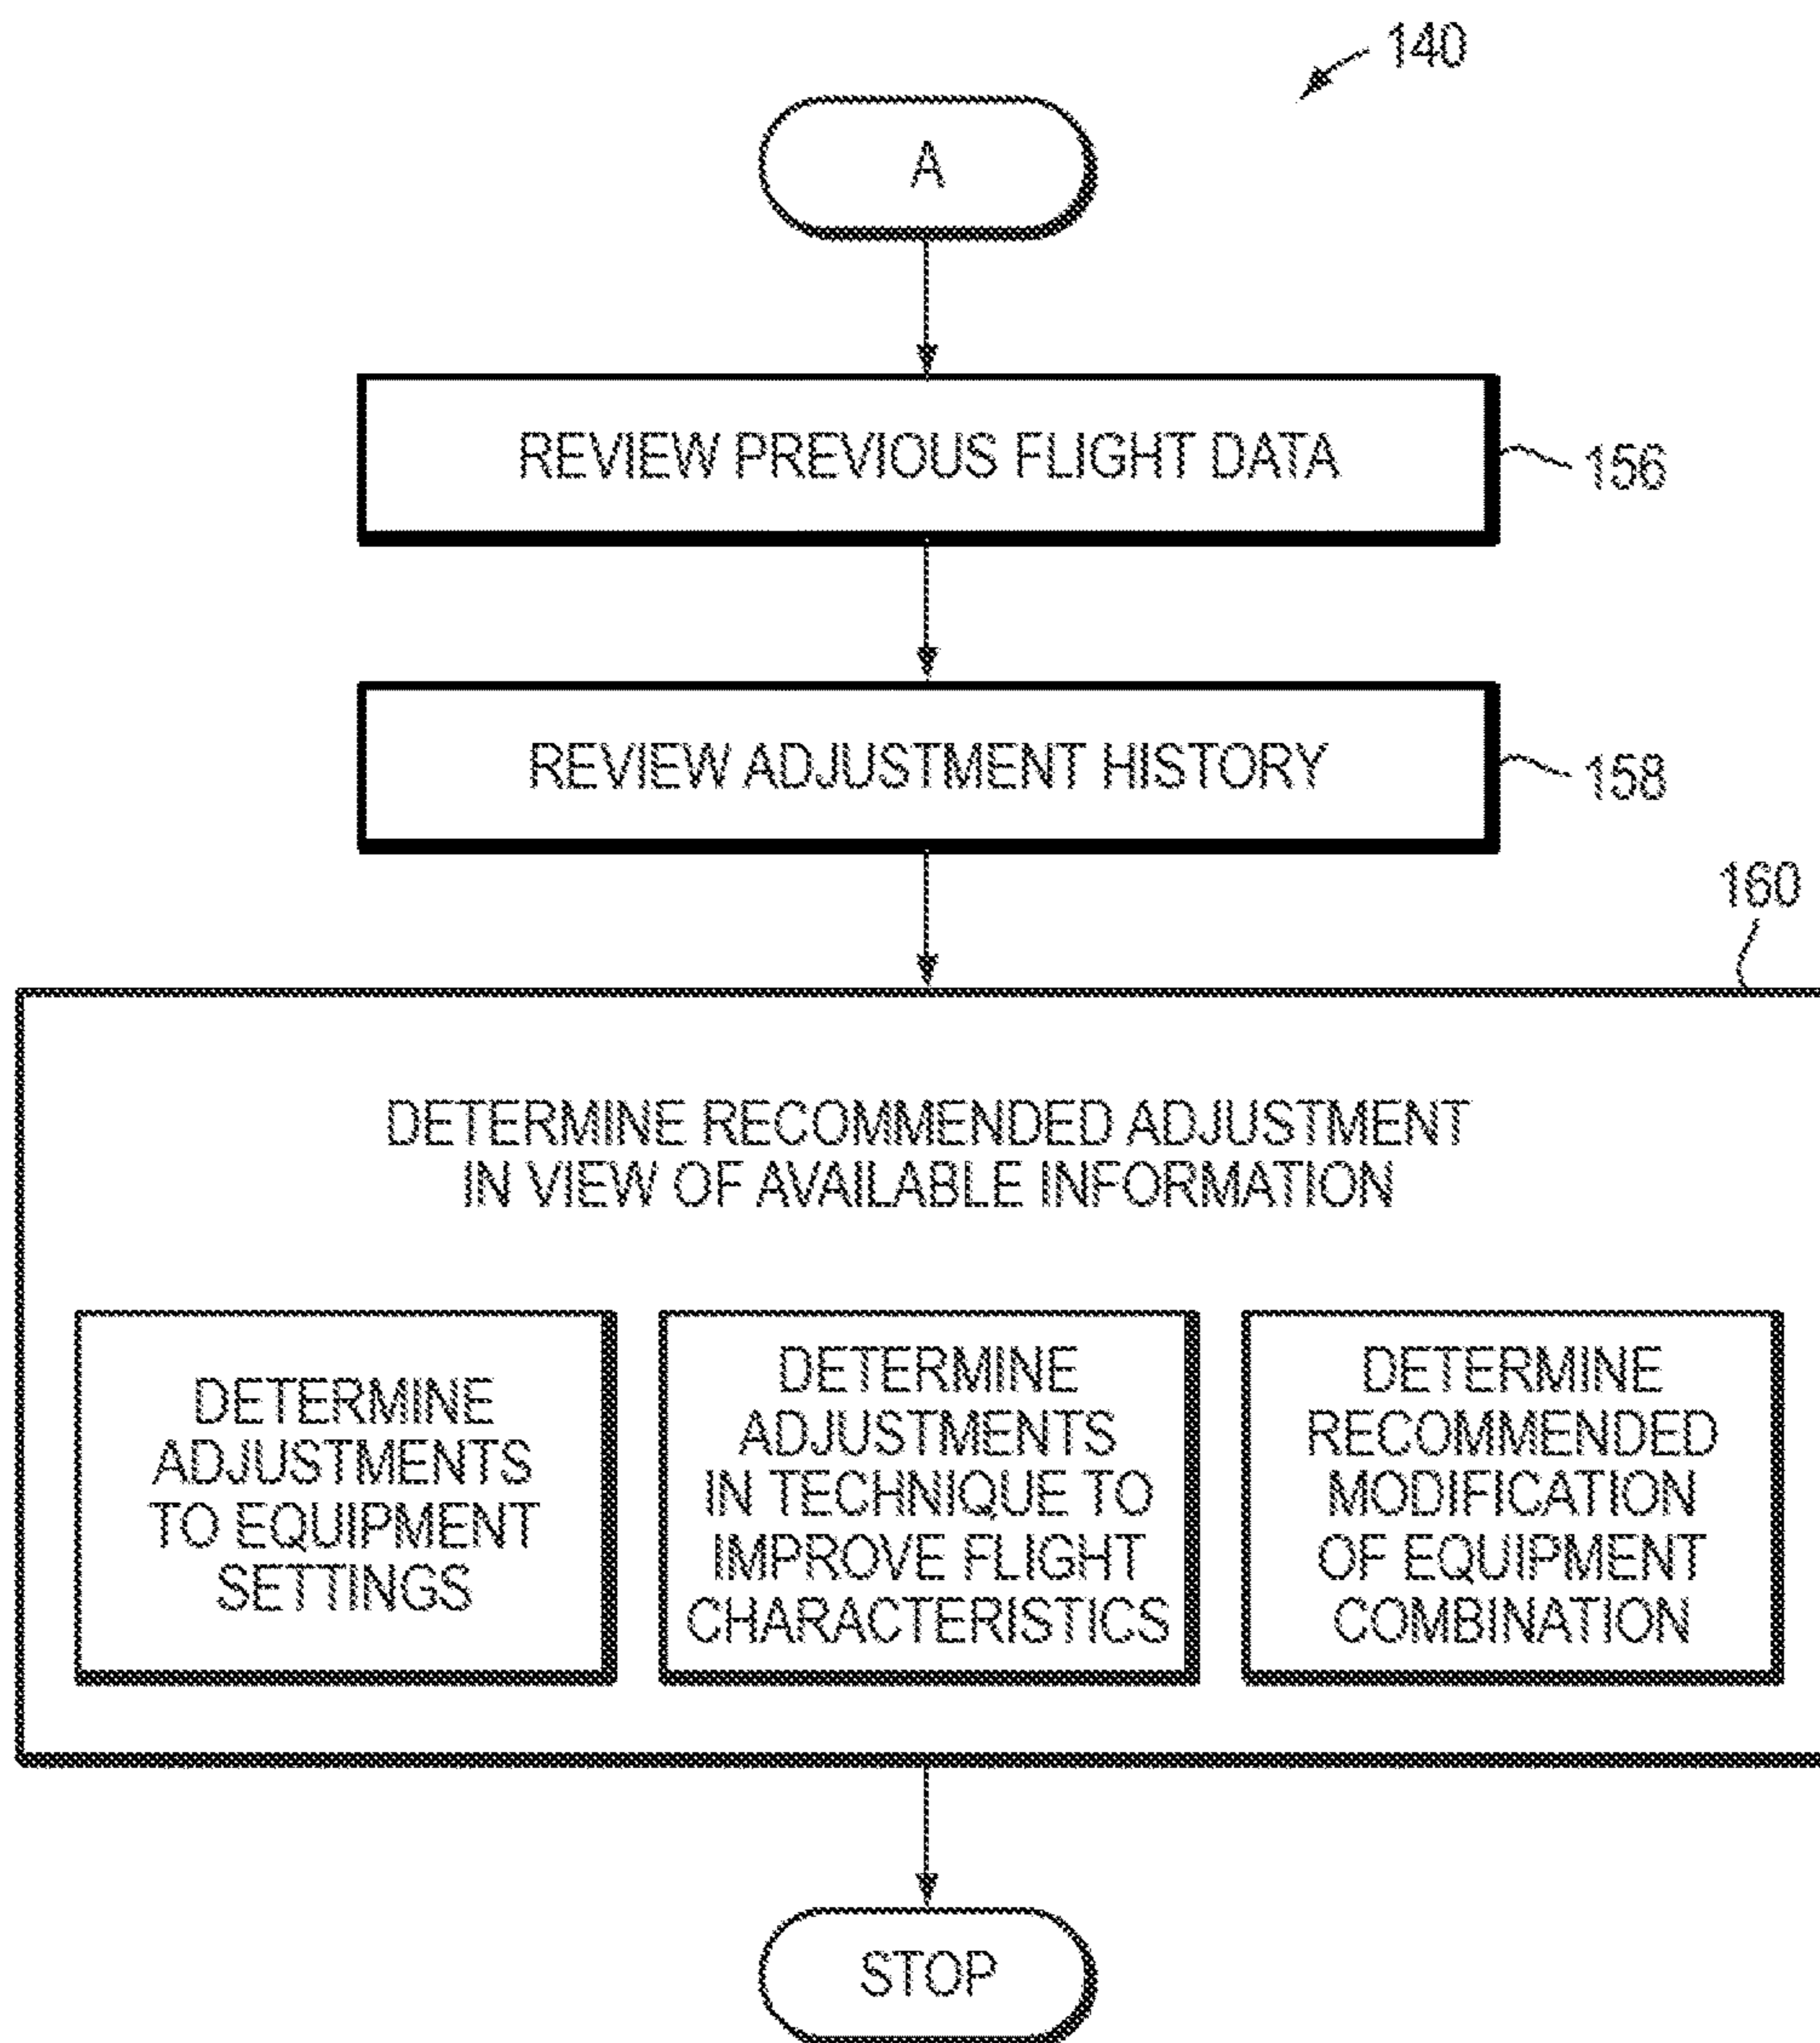 140
A
REVIEW PREVIOUS FLIGHT DATA
156
REVIEW ADJUSTMENT HISTORY
158
160
DETERMINE RECOMMENDED ADJUSTMENT
IN VIEW OF AVAILABLE INFORMATION
DETERMINE
ADJUSTMENTS
TO EQUIPMENT
SETTINGS
DETERMINE
ADJUSTMENTS
IN TECHNIQUE TO
IMPROVE FLIGHT
CHARACTERISTICS
DETERMINE
RECOMMENDED
MODIFICATION
OF EQUIPMENT
COMBINATION
STOP